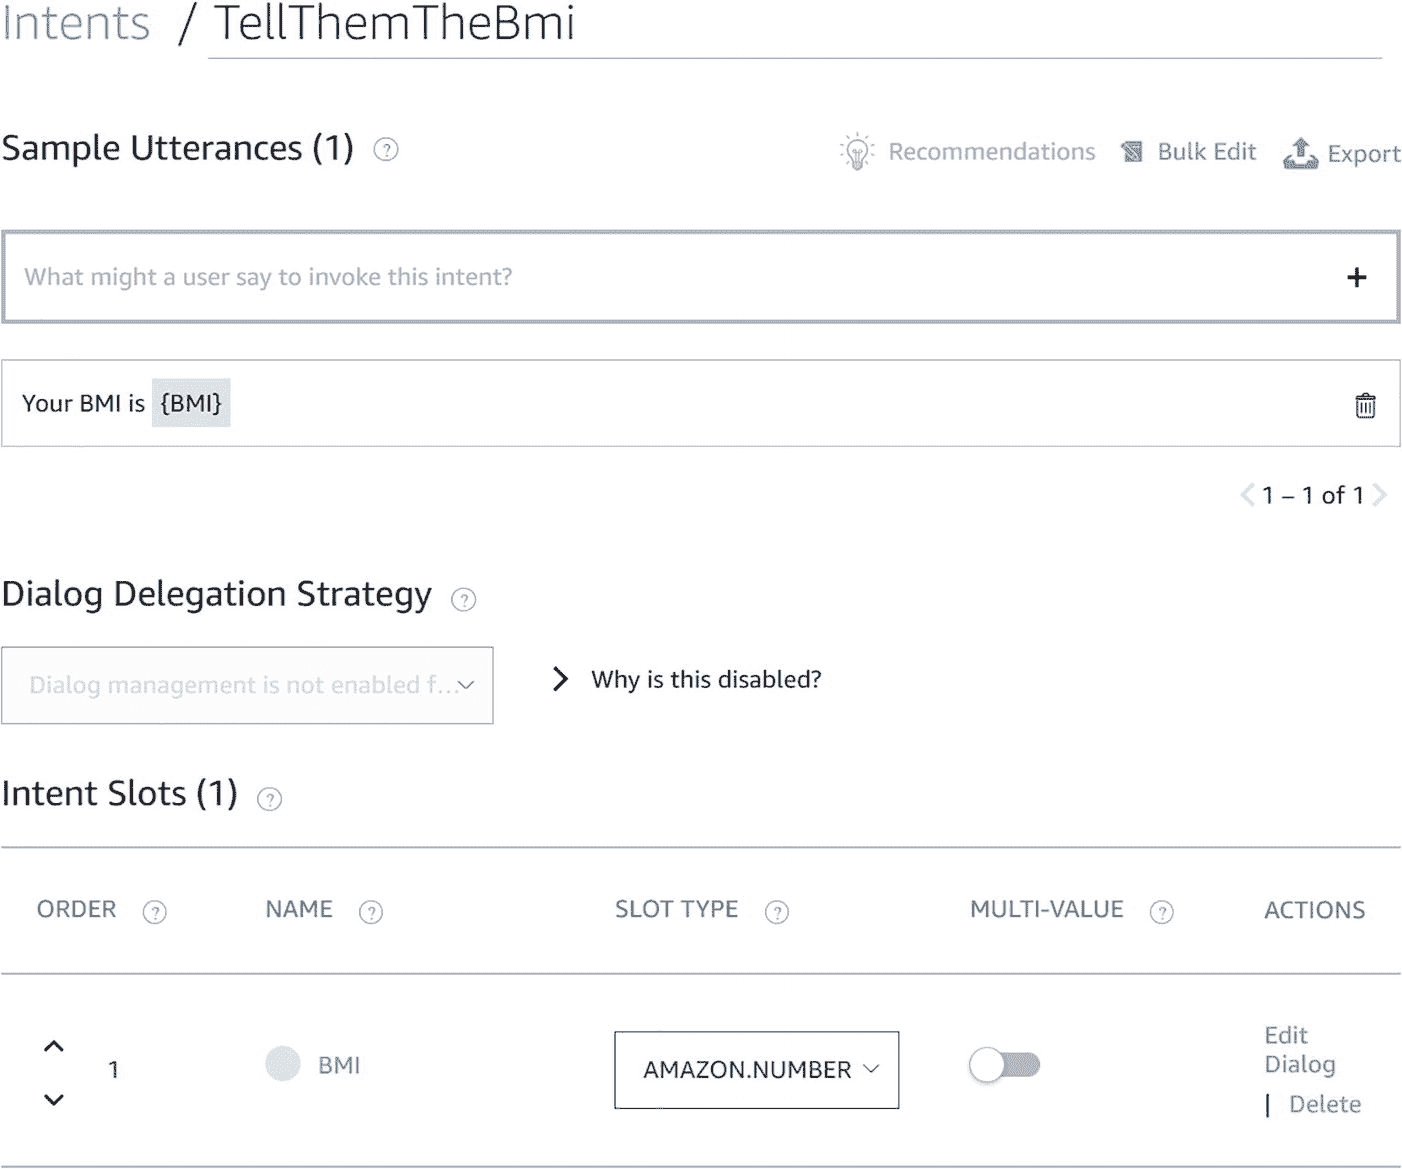 Intents / TellThemTheBmi
Sample Utterances (1) ?
Recommendations Bulk Edit Export
What might a user say to invoke this intent? +
Your BMI is {BMI}
< 1 – 1 of 1 >
Dialog Delegation Strategy ?
Dialog management is not enabled f...
Why is this disabled?
Intent Slots (1) ?
ORDER ? NAME ? SLOT TYPE ? MULTI-VALUE ? ACTIONS
1 BMI AMAZON.NUMBER
Edit
Dialog
| Delete